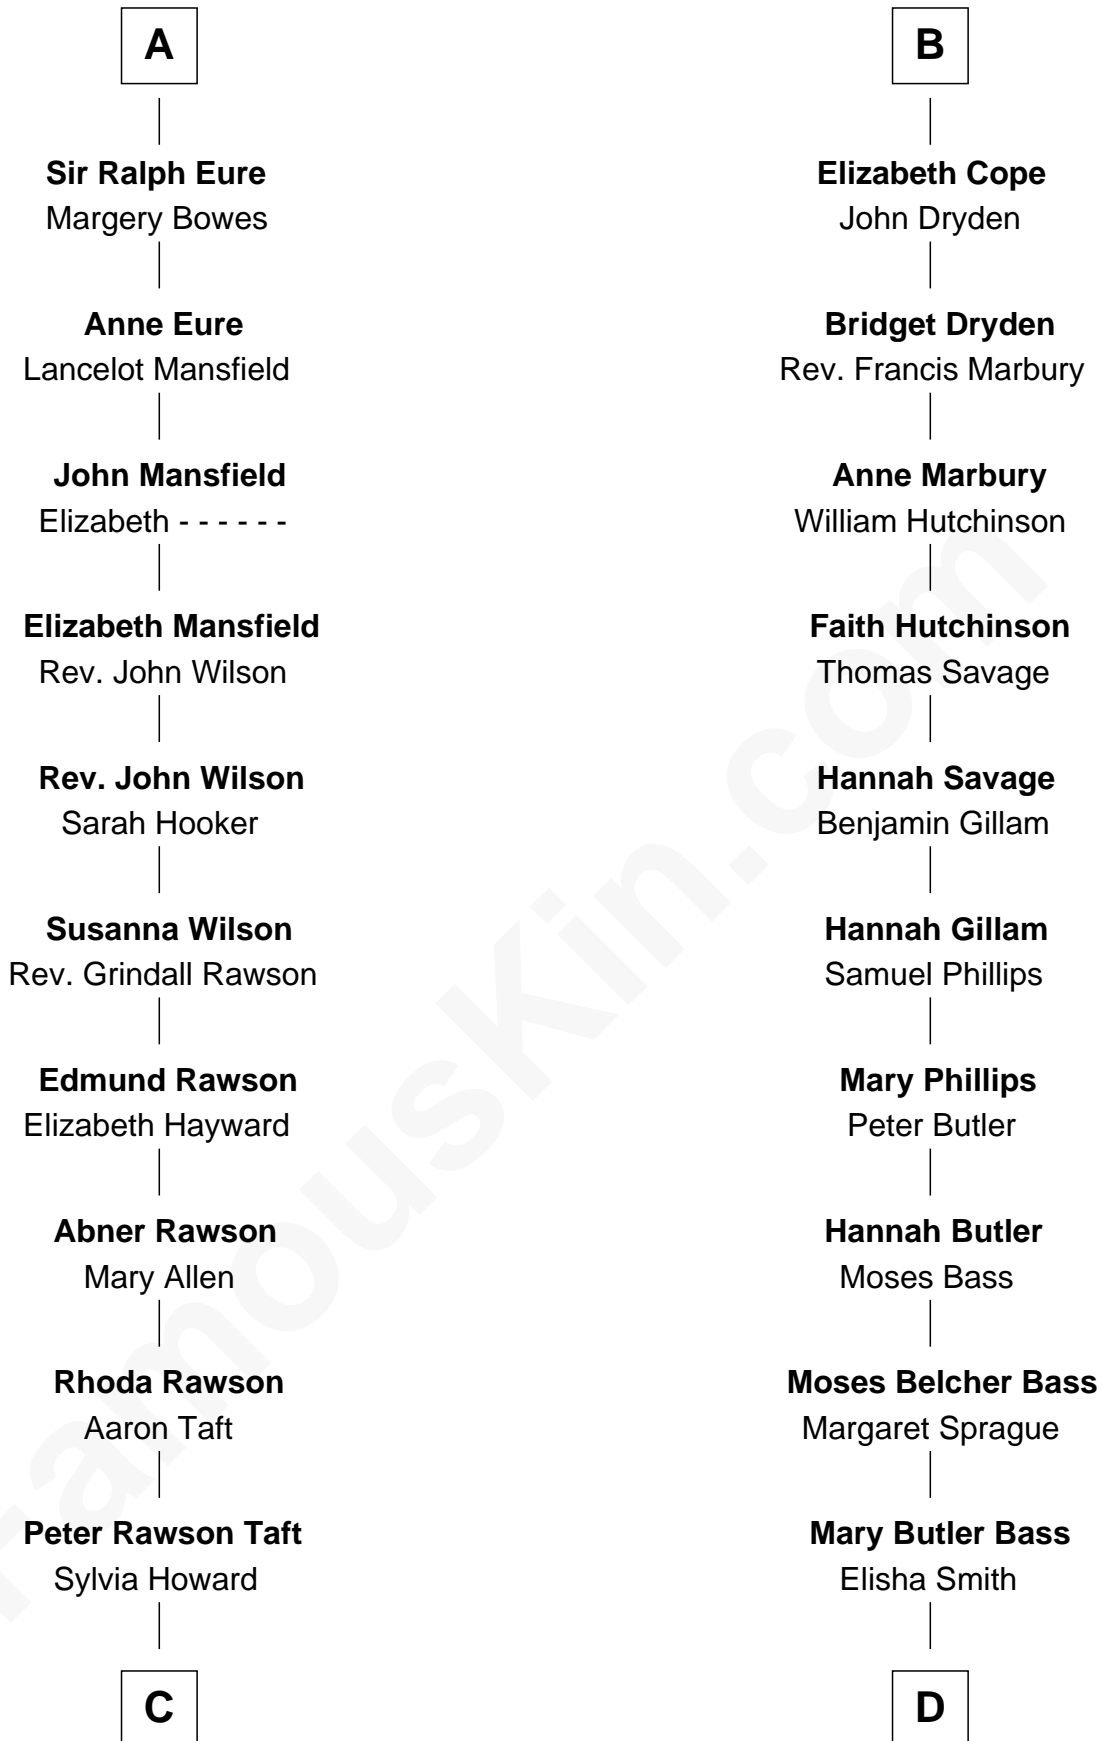 A
Sir Ralph Eure
Margery Bowes
Anne Eure
Lancelot Mansfield
John Mansfield
Elizabeth - - - - - -
Elizabeth Mansfield
Rev. John Wilson
Rev. John Wilson
Sarah Hooker
Susanna Wilson
Rev. Grindall Rawson
Edmund Rawson
Elizabeth Hayward
Abner Rawson
Mary Allen
Rhoda Rawson
Aaron Taft
Peter Rawson Taft
Sylvia Howard
C
B
Elizabeth Cope
John Dryden
Bridget Dryden
Rev. Francis Marbury
Anne Marbury
William Hutchinson
Faith Hutchinson
Thomas Savage
Hannah Savage
Benjamin Gillam
Hannah Gillam
Samuel Phillips
Mary Phillips
Peter Butler
Hannah Butler
Moses Bass
Moses Belcher Bass
Margaret Sprague
Mary Butler Bass
Elisha Smith
D
FamousKin.com